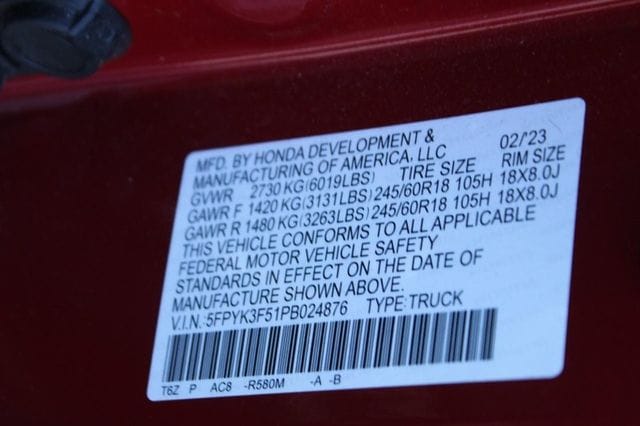 MFD. BY HONDA DEVELOPMENT & 02/'23
MANUFACTURING OF AMERICA, LLC
GVWR 2730 KG (6019LBS) TIRE SIZE RIM SIZE
GAWR F 1420 KG (3131LBS) 245/60R18 105H 18X8.0J
GAWR R 1480 KG (3263LBS) 245/60R18 105H 18X8.0J
THIS VEHICLE CONFORMS TO ALL APPLICABLE
FEDERAL MOTOR VEHICLE SAFETY
STANDARDS IN EFFECT ON THE DATE OF
MANUFACTURE SHOWN ABOVE.
V.I.N.:5FPYK3F51PB024876 TYPE:TRUCK
T6Z P AC8 -R580M -A -B